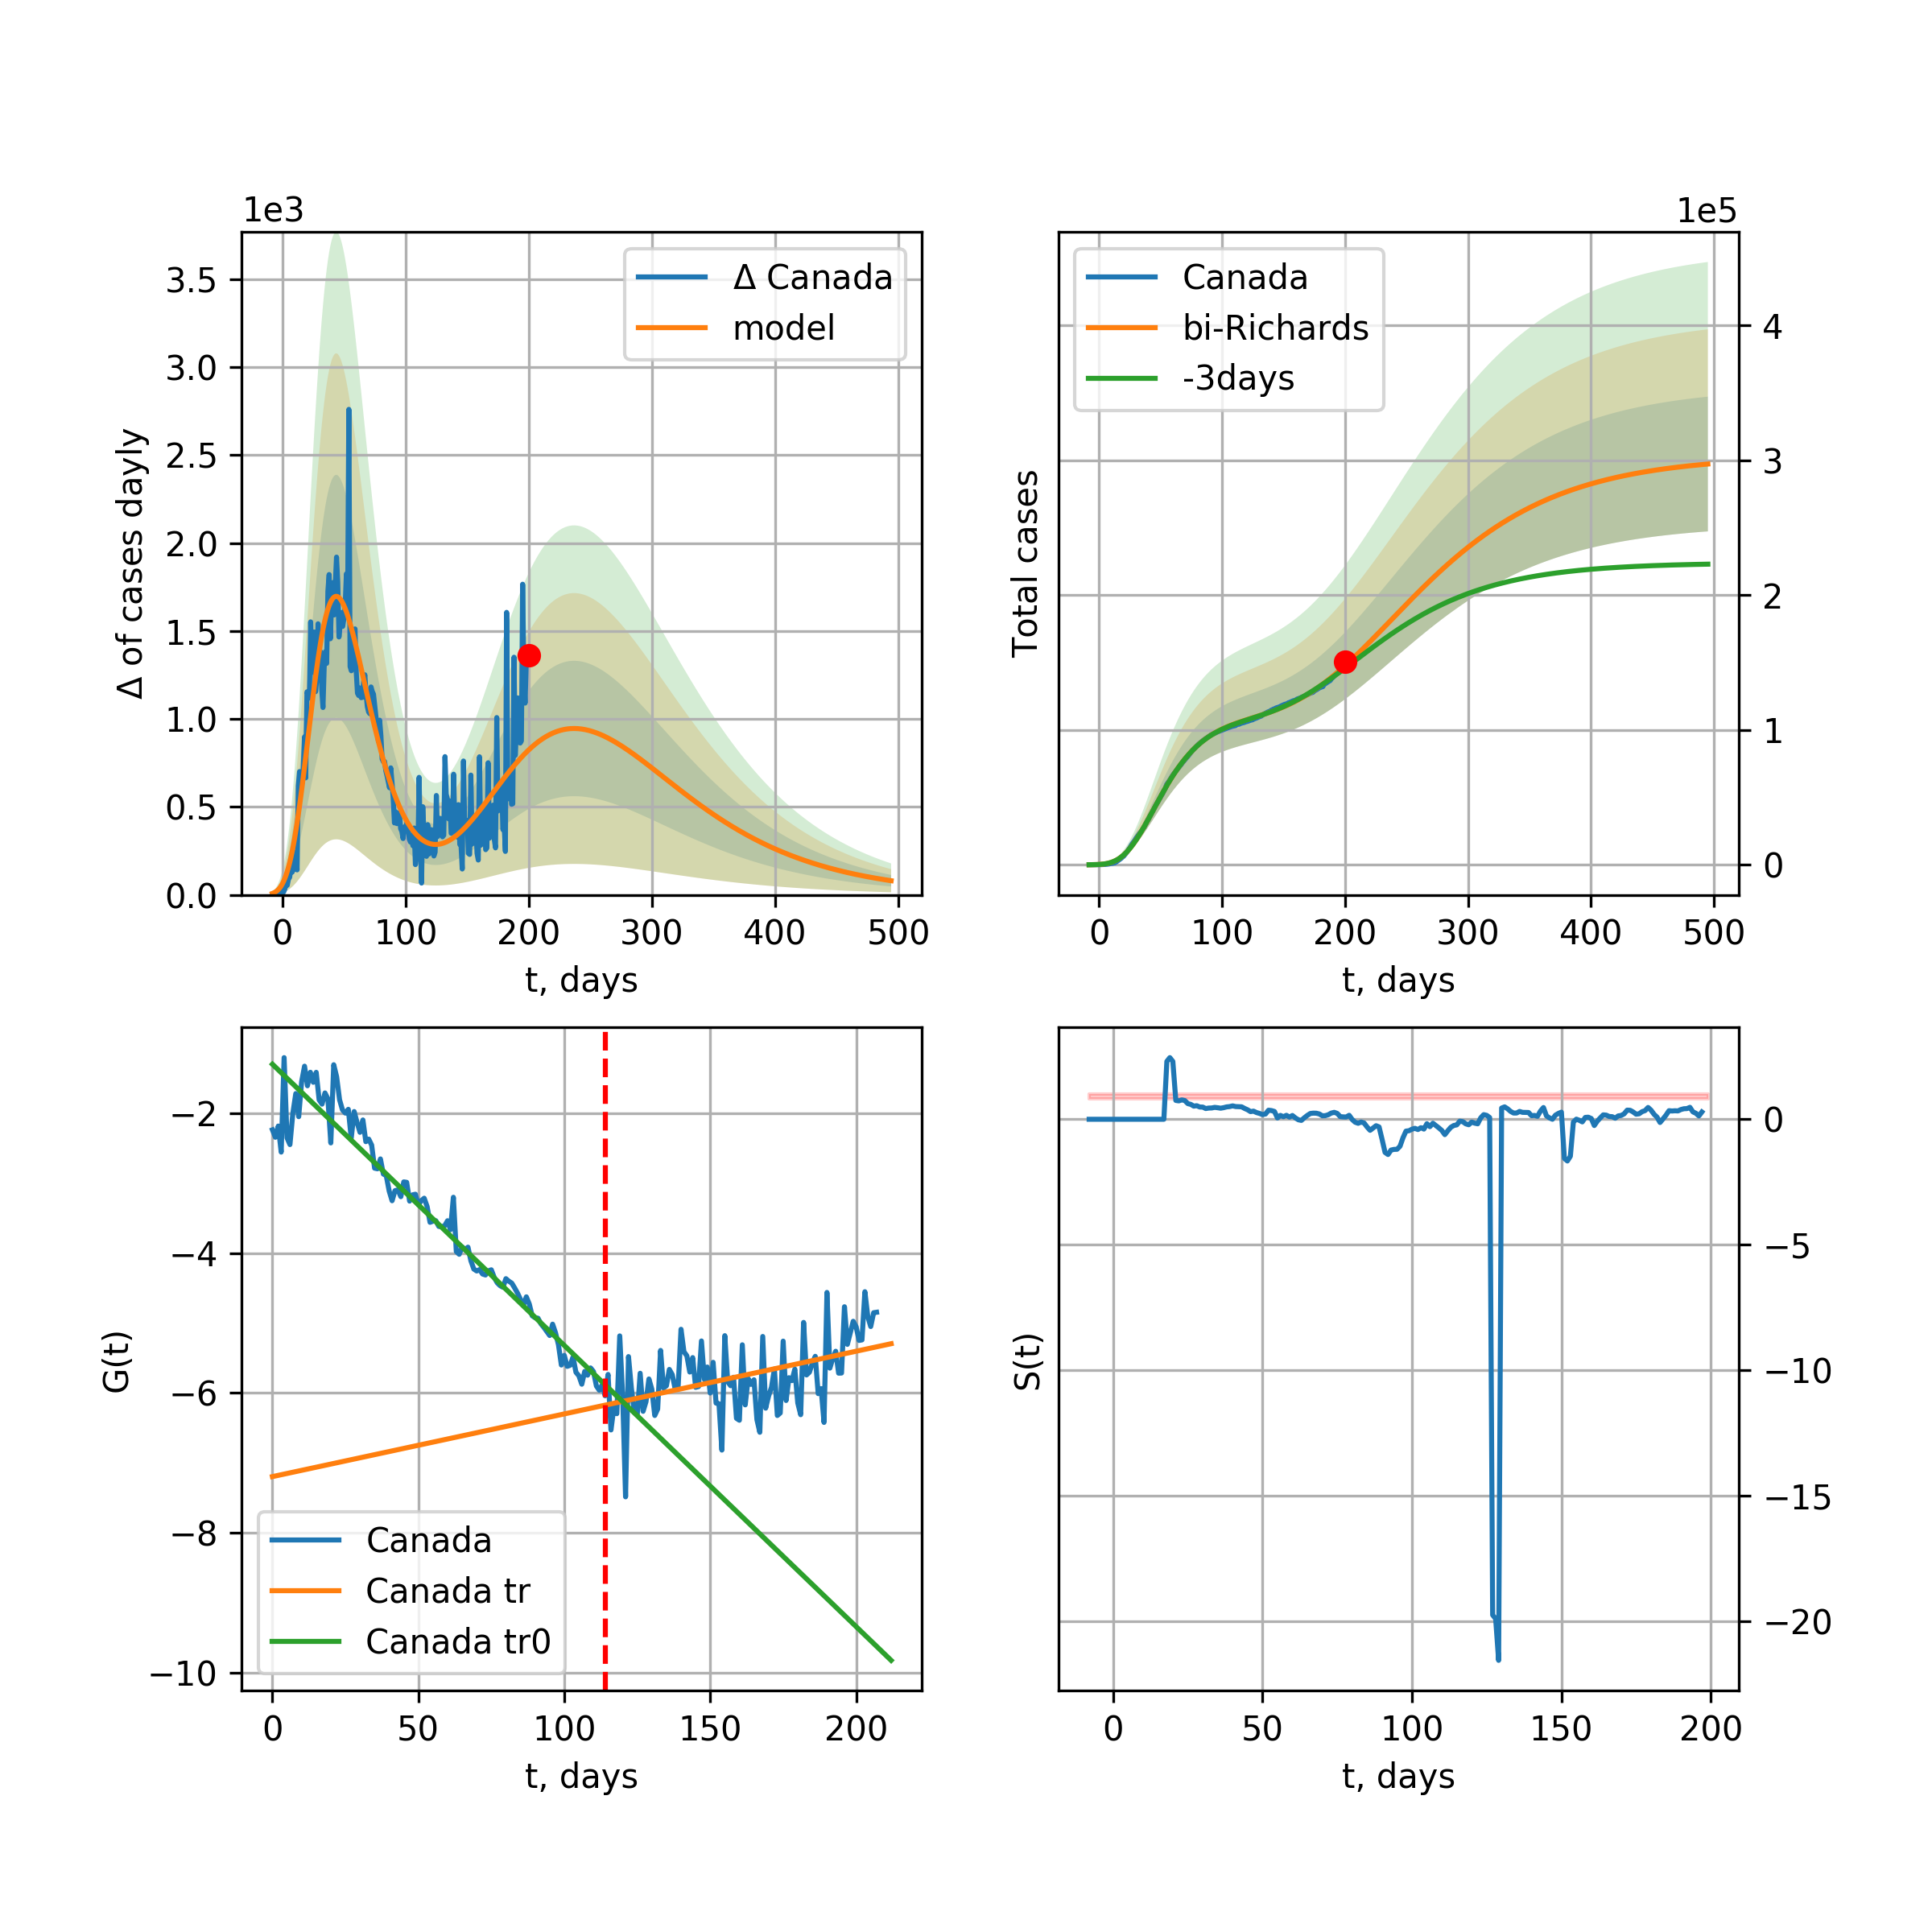 1e3
3.5
3.0
2.5
2.0
1.5
1.0
0.5
0.0
Δ of cases dayly
Δ Canada
model
0 100 200 300 400 500
t, days
1e5
Canada
bi-Richards
-3days
Total cases
4
3
2
1
0
0 100 200 300 400 500
t, days
−2
−4
−6
−8
−10
G(t)
Canada
Canada tr
Canada tr0
0 50 100 150 200
t, days
S(t)
0
−5
−10
−15
−20
0 50 100 150 200
t, days